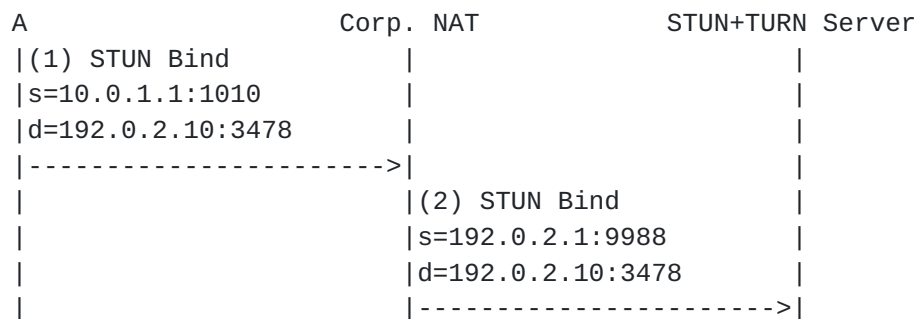 A                    Corp. NAT            STUN+TURN Server
|(1) STUN Bind           |                        |
|s=10.0.1.1:1010         |                        |
|d=192.0.2.10:3478       |                        |
|----------------------->|                        |
|                        |(2) STUN Bind           |
|                        |s=192.0.2.1:9988        |
|                        |d=192.0.2.10:3478       |
|                        |----------------------->|